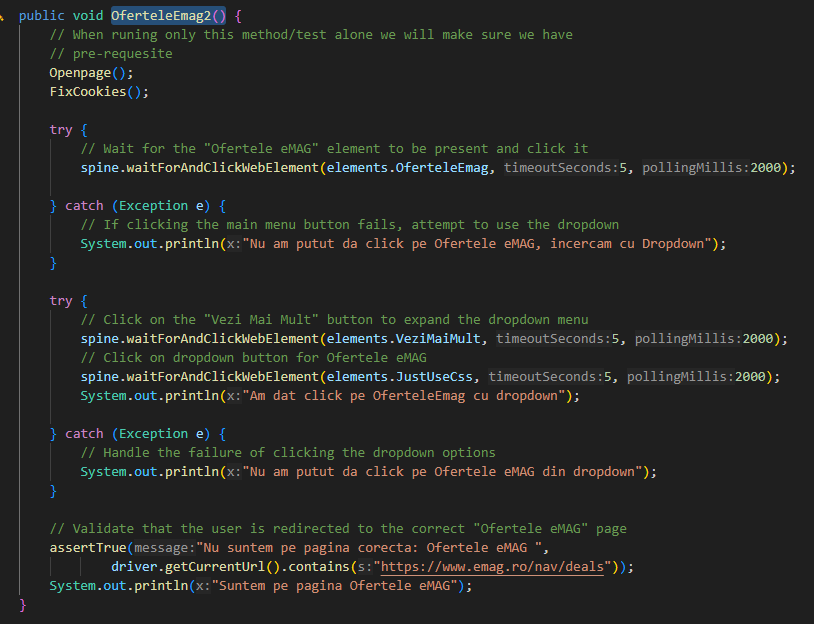 public void OferteleEmag2() {
// When runing only this method/test alone we will make sure we have
// pre-requesite
Openpage();
FixCookies();
try {
// Wait for the "Ofertele eMAG" element to be present and click it
spine.waitForAndClickWebElement(elements.OferteleEmag, timeoutSeconds:5, pollingMillis:2000);
} catch (Exception e) {
// If clicking the main menu button fails, attempt to use the dropdown
System.out.println(x:"Nu am putut da click pe Ofertele eMAG, incercam cu Dropdown");
}
try {
// Click on the "Vezi Mai Mult" button to expand the dropdown menu
spine.waitForAndClickWebElement(elements.VeziMaiMult, timeoutSeconds:5, pollingMillis:2000);
// Click on dropdown button for Ofertele eMAG
spine.waitForAndClickWebElement(elements.JustUseCss, timeoutSeconds:5, pollingMillis:2000);
System.out.println(x:"Am dat click pe OferteleEmag cu dropdown");
} catch (Exception e) {
// Handle the failure of clicking the dropdown options
System.out.println(x:"Nu am putut da click pe Ofertele eMAG din dropdown");
}
// Validate that the user is redirected to the correct "Ofertele eMAG" page
assertTrue(message:"Nu suntem pe pagina corecta: Ofertele eMAG ",
driver.getCurrentUrl().contains(s:"https://www.emag.ro/nav/deals"));
System.out.println(x:"Suntem pe pagina Ofertele eMAG");
}